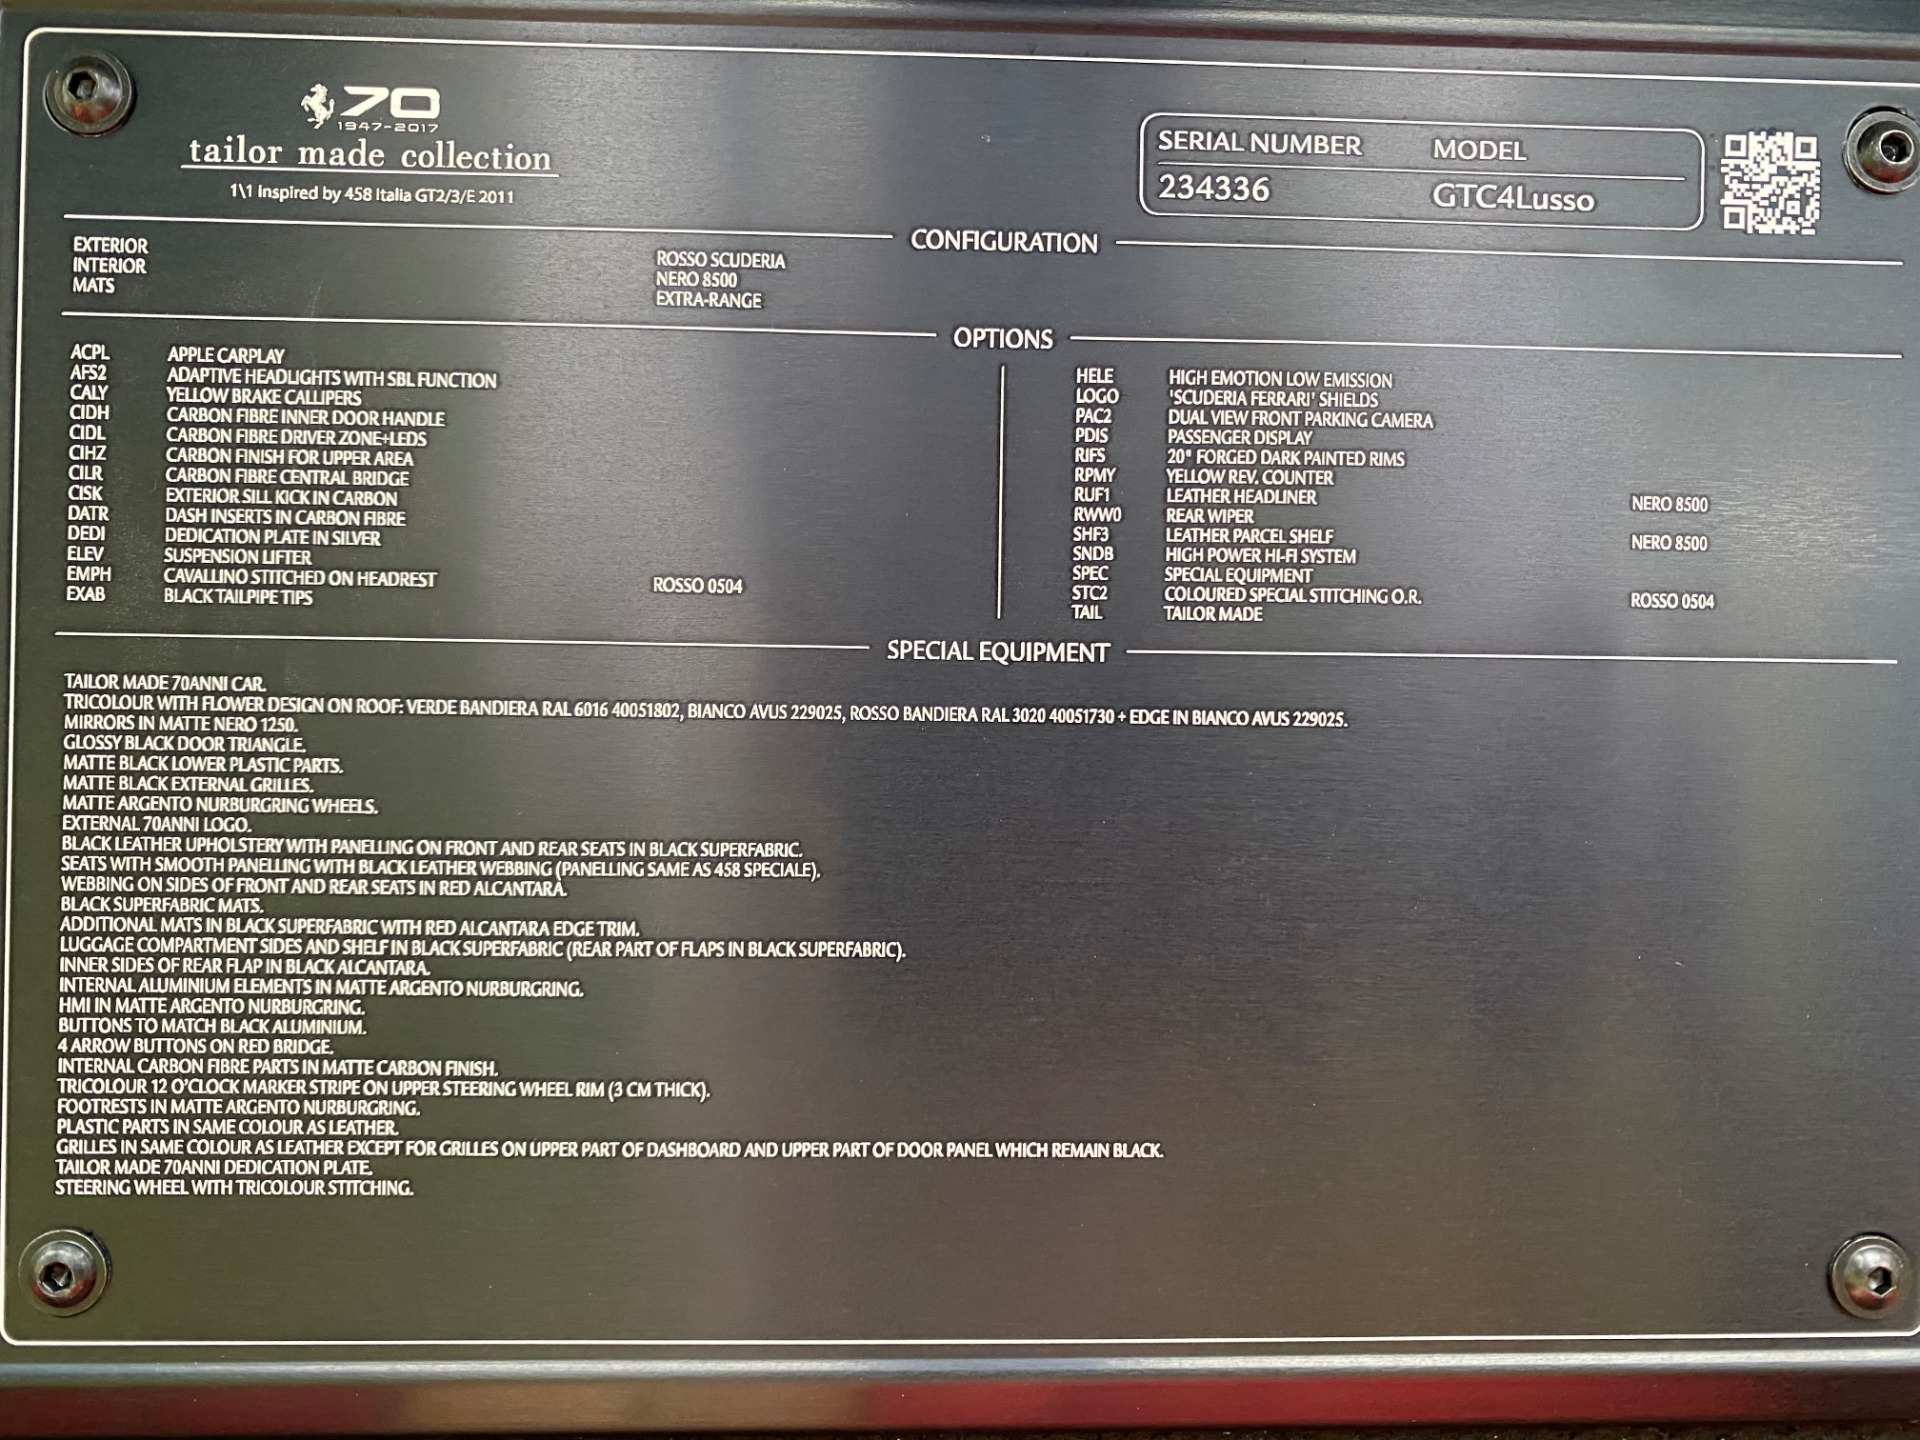 70
1947-2017
tailor made collection
1\1 inspired by 458 Italia GT2/3/E 2011
SERIAL NUMBER MODEL
234336 GTC4Lusso
CONFIGURATION
EXTERIOR ROSSO SCUDERIA
INTERIOR NERO 8500
MATS EXTRA-RANGE
OPTIONS
ACPL APPLE CARPLAY
AFS2 ADAPTIVE HEADLIGHTS WITH SBL FUNCTION
CALY YELLOW BRAKE CALLIPERS
CIDH CARBON FIBRE INNER DOOR HANDLE
CIDL CARBON FIBRE DRIVER ZONE+LEDS
CIHZ CARBON FINISH FOR UPPER AREA
CILR CARBON FIBRE CENTRAL BRIDGE
CISK EXTERIOR SILL KICK IN CARBON
DATR DASH INSERTS IN CARBON FIBRE
DEDI DEDICATION PLATE IN SILVER
ELEV SUSPENSION LIFTER
EMPH CAVALLINO STITCHED ON HEADREST ROSSO 0504
EXAB BLACK TAILPIPE TIPS
HELE HIGH EMOTION LOW EMISSION
LOGO 'SCUDERIA FERRARI' SHIELDS
PAC2 DUAL VIEW FRONT PARKING CAMERA
PDIS PASSENGER DISPLAY
RIFS 20" FORGED DARK PAINTED RIMS
RPMY YELLOW REV. COUNTER
RUF1 LEATHER HEADLINER NERO 8500
RWW0 REAR WIPER
SHF3 LEATHER PARCEL SHELF NERO 8500
SNDB HIGH POWER HI-FI SYSTEM
SPEC SPECIAL EQUIPMENT
STC2 COLOURED SPECIAL STITCHING O.R. ROSSO 0504
TAIL TAILOR MADE
SPECIAL EQUIPMENT
TAILOR MADE 70ANNI CAR.
TRICOLOUR WITH FLOWER DESIGN ON ROOF: VERDE BANDIERA RAL 6016 40051802, BIANCO AVUS 229025, ROSSO BANDIERA RAL 3020 40051730 + EDGE IN BIANCO AVUS 229025.
MIRRORS IN MATTE NERO 1250.
GLOSSY BLACK DOOR TRIANGLE.
MATTE BLACK LOWER PLASTIC PARTS.
MATTE BLACK EXTERNAL GRILLES.
MATTE ARGENTO NURBURGRING WHEELS.
EXTERNAL 70ANNI LOGO.
BLACK LEATHER UPHOLSTERY WITH PANELLING ON FRONT AND REAR SEATS IN BLACK SUPERFABRIC.
SEATS WITH SMOOTH PANELLING WITH BLACK LEATHER WEBBING (PANELLING SAME AS 458 SPECIALE).
WEBBING ON SIDES OF FRONT AND REAR SEATS IN RED ALCANTARA.
BLACK SUPERFABRIC MATS.
ADDITIONAL MATS IN BLACK SUPERFABRIC WITH RED ALCANTARA EDGE TRIM.
LUGGAGE COMPARTMENT SIDES AND SHELF IN BLACK SUPERFABRIC (REAR PART OF FLAPS IN BLACK SUPERFABRIC).
INNER SIDES OF REAR FLAP IN BLACK ALCANTARA.
INTERNAL ALUMINIUM ELEMENTS IN MATTE ARGENTO NURBURGRING.
HMI IN MATTE ARGENTO NURBURGRING.
BUTTONS TO MATCH BLACK ALUMINIUM.
4 ARROW BUTTONS ON RED BRIDGE.
INTERNAL CARBON FIBRE PARTS IN MATTE CARBON FINISH.
TRICOLOUR 12 O'CLOCK MARKER STRIPE ON UPPER STEERING WHEEL RIM (3 CM THICK).
FOOTRESTS IN MATTE ARGENTO NURBURGRING.
PLASTIC PARTS IN SAME COLOUR AS LEATHER.
GRILLES IN SAME COLOUR AS LEATHER EXCEPT FOR GRILLES ON UPPER PART OF DASHBOARD AND UPPER PART OF DOOR PANEL WHICH REMAIN BLACK.
TAILOR MADE 70ANNI DEDICATION PLATE.
STEERING WHEEL WITH TRICOLOUR STITCHING.